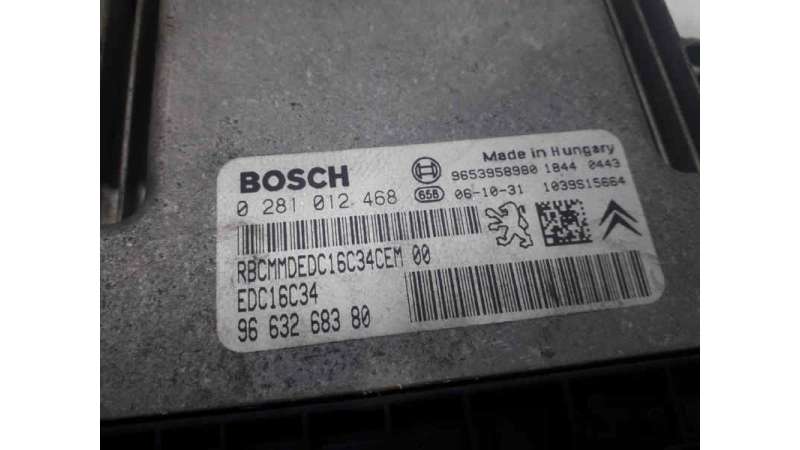 Made in Hungary
BOSCH
9653958980 1844 0443
0 281 012 468
658 06-10-31 1039S15664
RBCMMDEDC16C34CEM 00
EDC16C34
96 632 683 80